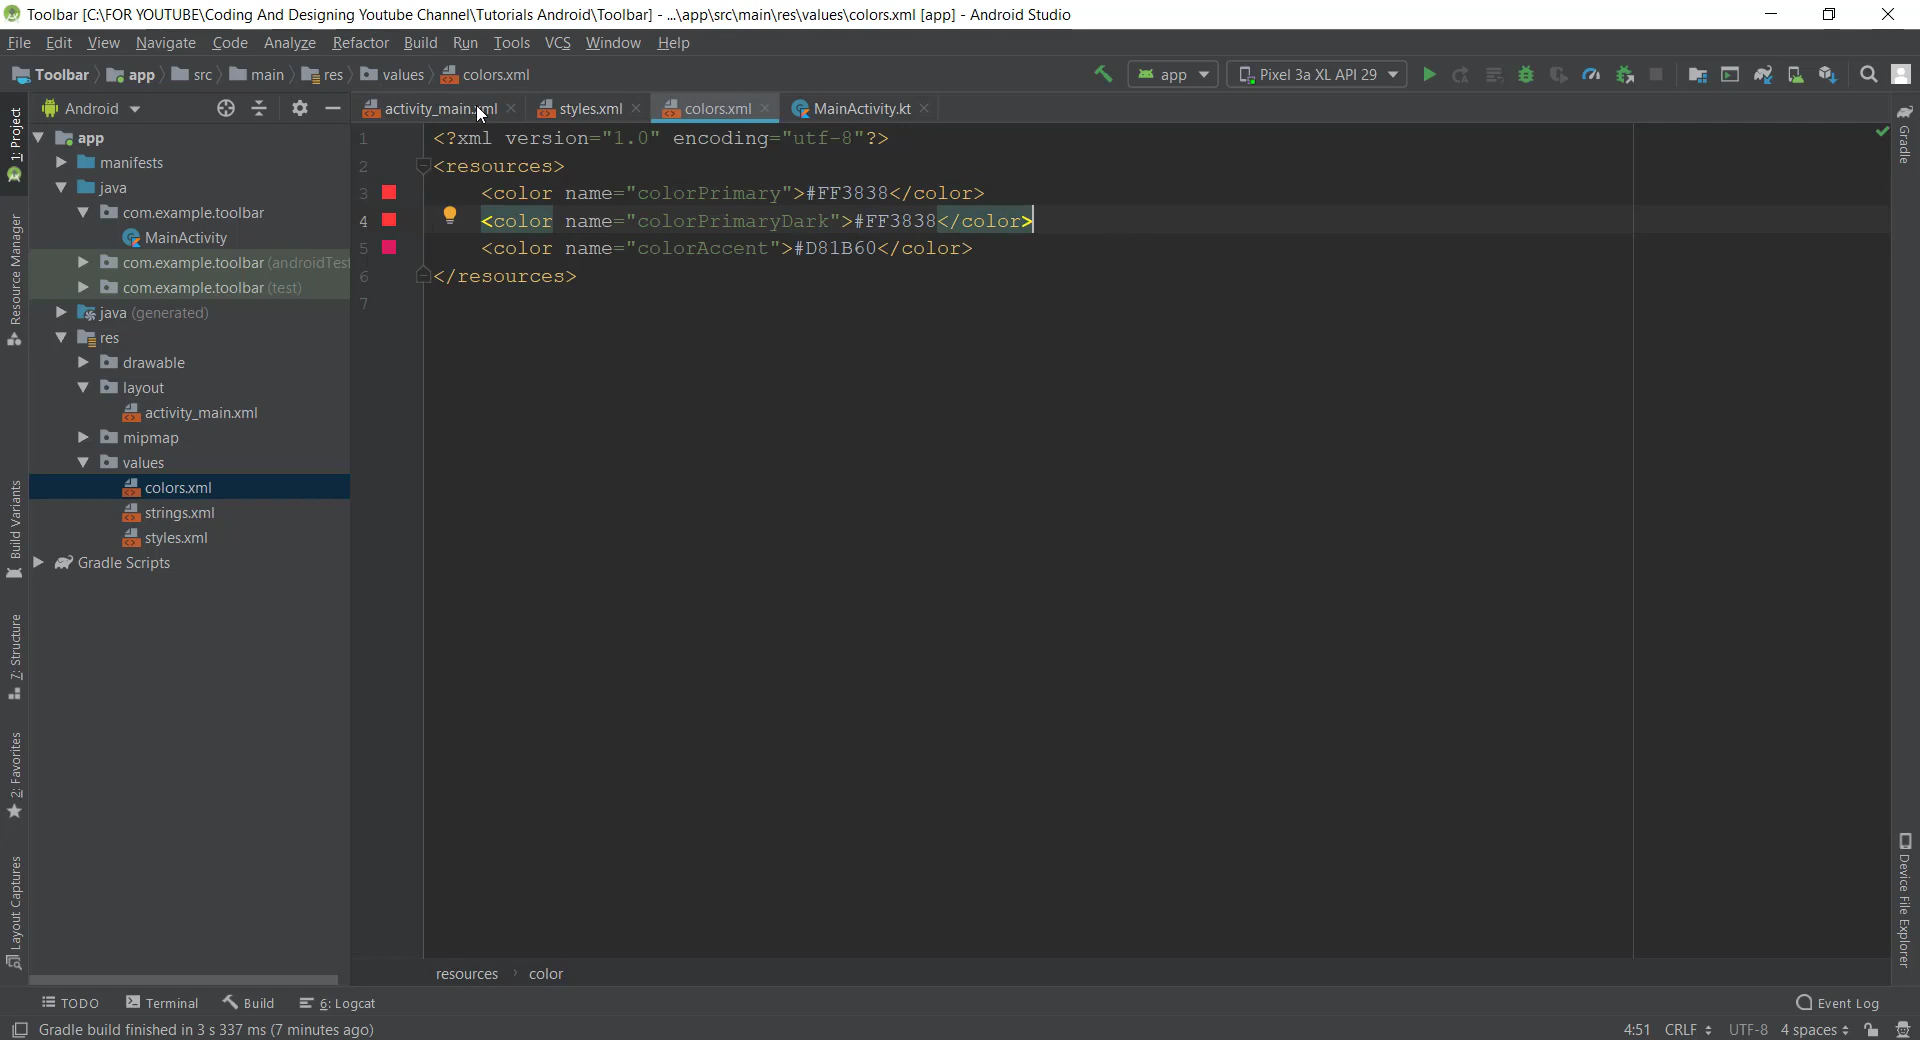 Toolbar [C:\FOR YOUTUBE\Coding And Designing Youtube Channel\Tutorials Android\Toolbar] - ...\app\src\main\res\values\colors.xml [app] - Android Studio
File Edit View Navigate Code Analyze Refactor Build Run Tools VCS Window Help
Toolbar app src main res values colors.xml app Pixel 3a XL API 29
Android activity_main.xml styles.xml colors.xml MainActivity.kt
1: Project
Resource Manager
Build Variants
7: Structure
2: Favorites
Layout Captures
app
manifests
java
com.example.toolbar
MainActivity
com.example.toolbar (androidTest
com.example.toolbar (test)
java (generated)
res
drawable
layout
activity_main.xml
mipmap
values
colors.xml
strings.xml
styles.xml
Gradle Scripts
1 <?xml version="1.0" encoding="utf-8"?>
2 <resources>
3 <color name="colorPrimary">#FF3838</color>
4 <color name="colorPrimaryDark">#FF3838</color>
5 <color name="colorAccent">#D81B60</color>
6 </resources>
7
Gradle
Device File Explorer
resources color
TODO Terminal Build 6: Logcat Event Log
Gradle build finished in 3 s 337 ms (7 minutes ago) 4:51 CRLF UTF-8 4 spaces